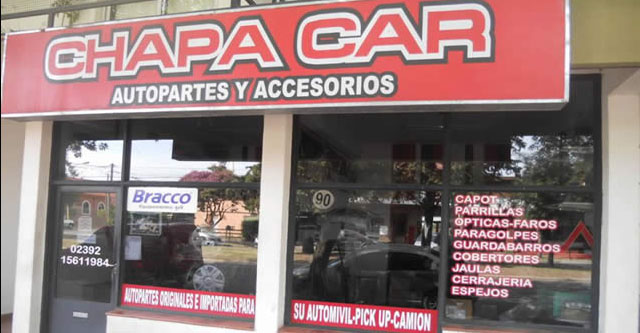 CHAPA CAR
AUTOPARTES Y ACCESORIOS
Bracco
90
CAPOT
PARRILLAS
OPTICAS-FAROS
PARAGOLPES
GUARDABARROS
COBERTORES
JAULAS
CERRAJERIA
ESPEJOS
02392
15611984
AUTOPARTES ORIGINALES E IMPORTADAS PARA
SU AUTOMIVIL-PICK UP-CAMION